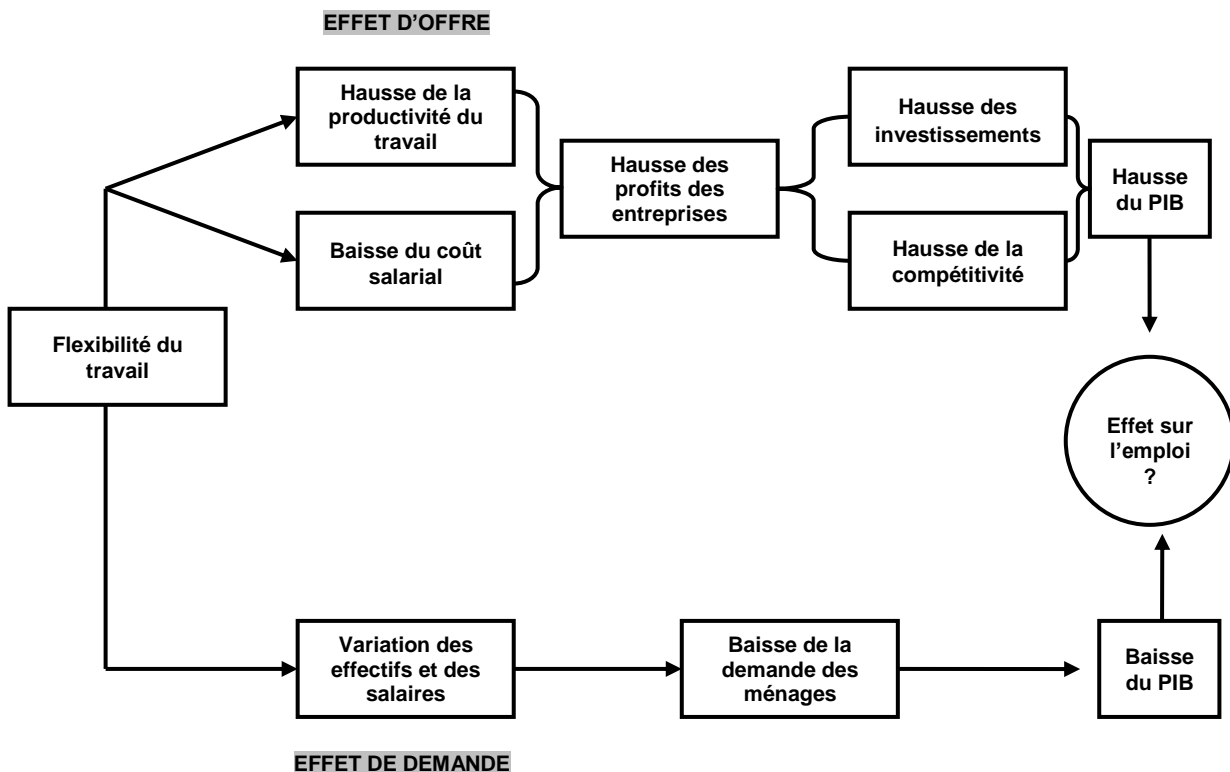 EFFET D’OFFRE
Hausse de la
productivité du
travail
Baisse du coût
salarial
Hausse des
profits des
entreprises
Hausse des
investissements
Hausse de la
compétitivité
Hausse
du PIB
Flexibilité du
travail
Effet sur
l’emploi
?
Variation des
effectifs et des
salaires
Baisse de la
demande des
ménages
Baisse
du PIB
EFFET DE DEMANDE